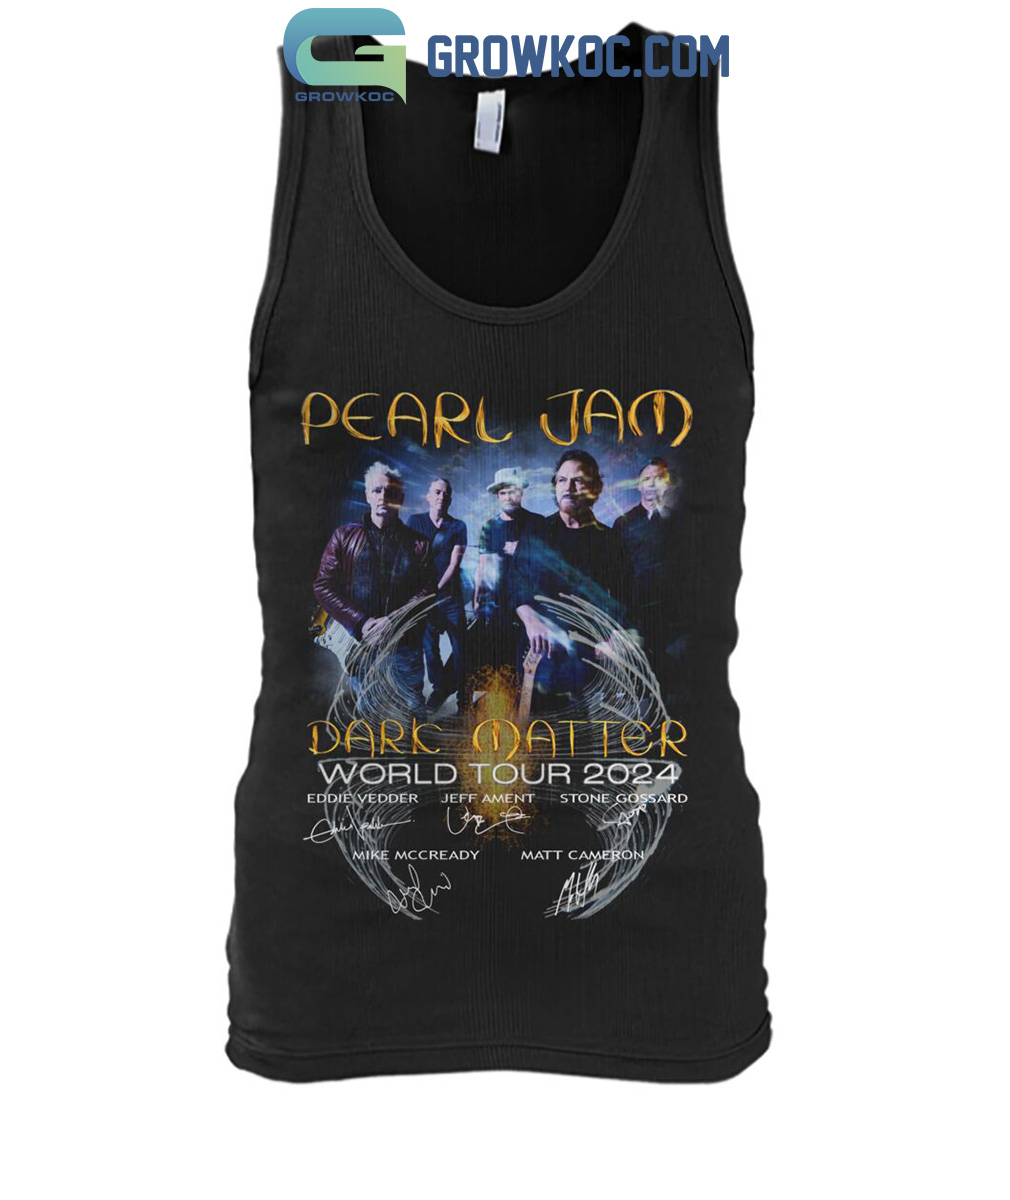 GROWKOC.COM
GROWKOC
PEARL JAM
DARK MATTER
WORLD TOUR 2024
EDDIE VEDDER JEFF AMENT STONE GOSSARD
MIKE MCCREADY MATT CAMERON